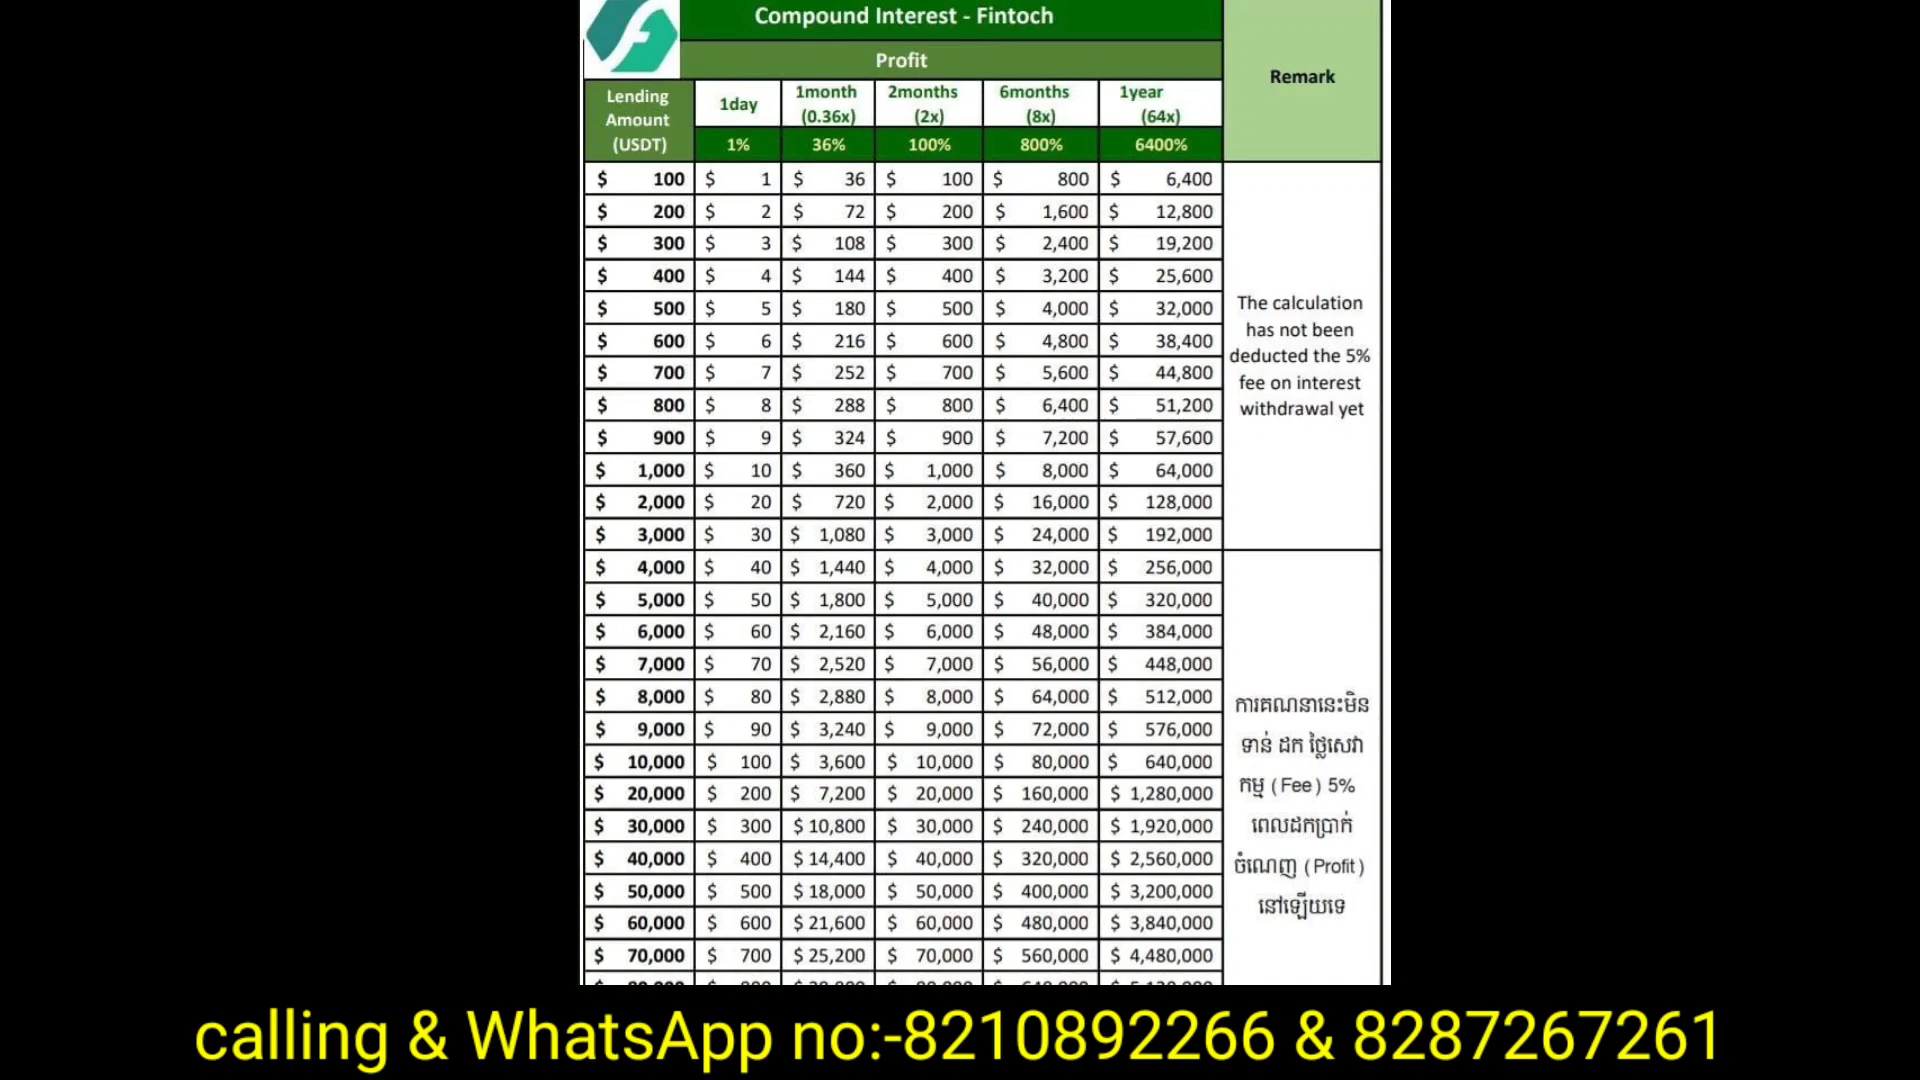 Compound Interest - Fintoch
Profit
Remark
Lending Amount (USDT)
1day
1month (0.36x)
2months (2x)
6months (8x)
1year (64x)
1% 36% 100% 800% 6400%
$ 100 $ 1 $ 36 $ 100 $ 800 $ 6,400
$ 200 $ 2 $ 72 $ 200 $ 1,600 $ 12,800
$ 300 $ 3 $ 108 $ 300 $ 2,400 $ 19,200
$ 400 $ 4 $ 144 $ 400 $ 3,200 $ 25,600
$ 500 $ 5 $ 180 $ 500 $ 4,000 $ 32,000
$ 600 $ 6 $ 216 $ 600 $ 4,800 $ 38,400
$ 700 $ 7 $ 252 $ 700 $ 5,600 $ 44,800
$ 800 $ 8 $ 288 $ 800 $ 6,400 $ 51,200
$ 900 $ 9 $ 324 $ 900 $ 7,200 $ 57,600
$ 1,000 $ 10 $ 360 $ 1,000 $ 8,000 $ 64,000
$ 2,000 $ 20 $ 720 $ 2,000 $ 16,000 $ 128,000
$ 3,000 $ 30 $ 1,080 $ 3,000 $ 24,000 $ 192,000
The calculation
has not been
deducted the 5%
fee on interest
withdrawal yet
$ 4,000 $ 40 $ 1,440 $ 4,000 $ 32,000 $ 256,000
$ 5,000 $ 50 $ 1,800 $ 5,000 $ 40,000 $ 320,000
$ 6,000 $ 60 $ 2,160 $ 6,000 $ 48,000 $ 384,000
$ 7,000 $ 70 $ 2,520 $ 7,000 $ 56,000 $ 448,000
$ 8,000 $ 80 $ 2,880 $ 8,000 $ 64,000 $ 512,000
$ 9,000 $ 90 $ 3,240 $ 9,000 $ 72,000 $ 576,000
$ 10,000 $ 100 $ 3,600 $ 10,000 $ 80,000 $ 640,000
$ 20,000 $ 200 $ 7,200 $ 20,000 $ 160,000 $ 1,280,000
$ 30,000 $ 300 $ 10,800 $ 30,000 $ 240,000 $ 1,920,000
$ 40,000 $ 400 $ 14,400 $ 40,000 $ 320,000 $ 2,560,000
$ 50,000 $ 500 $ 18,000 $ 50,000 $ 400,000 $ 3,200,000
$ 60,000 $ 600 $ 21,600 $ 60,000 $ 480,000 $ 3,840,000
$ 70,000 $ 700 $ 25,200 $ 70,000 $ 560,000 $ 4,480,000
ការគណនានេះមិន
ទាន់ ដក ថ្លៃសេវា
កម្ម ( Fee ) 5%
ពេលដកប្រាក់
ចំណេញ ( Profit )
នៅឡើយទេ
calling & WhatsApp no:-8210892266 & 8287267261